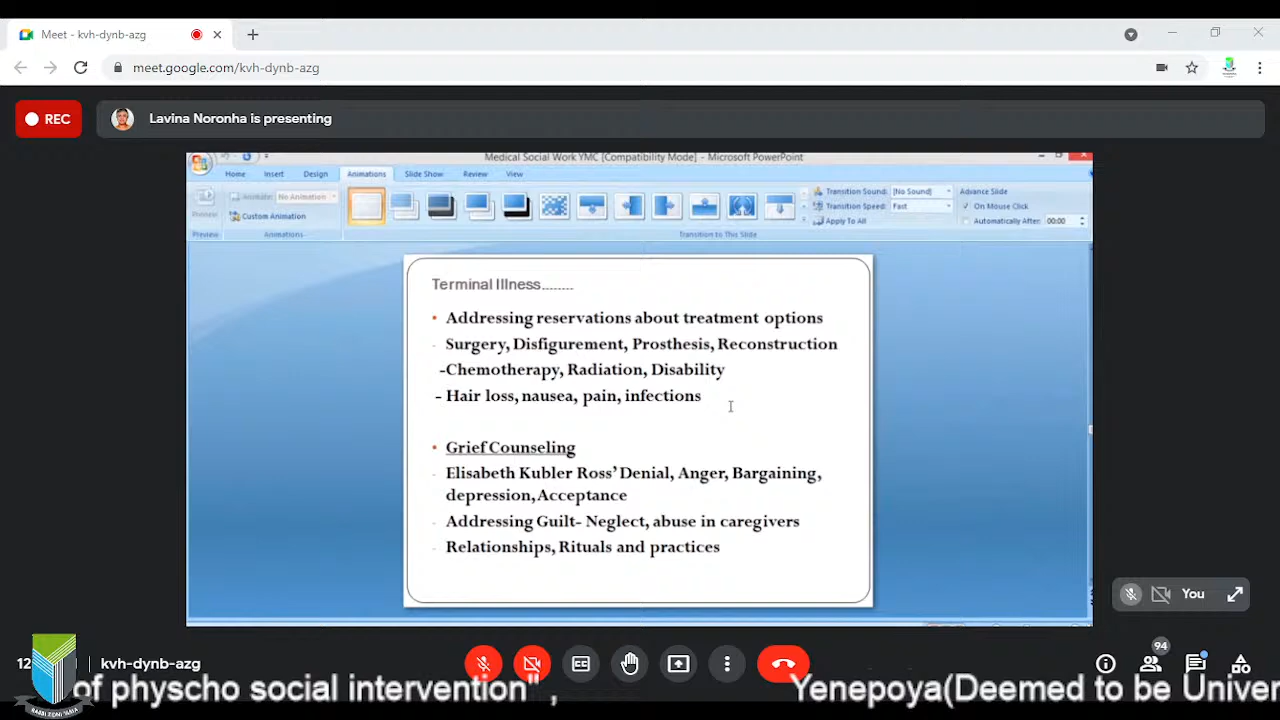 Meet - kvh-dynb-azg
meet.google.com/kvh-dynb-azg
REC
Lavina Noronha is presenting
Medical Social Work YMC [Compatibility Mode] - Microsoft PowerPoint
Home Insert Design Animations Slide Show Review View
Preview
Animate: No Animation
Custom Animation
Transition Sound: [No Sound]
Transition Speed: Fast
Apply To All
Advance Slide
On Mouse Click
Automatically After: 00:00
Preview Animations Transition to This Slide
Terminal Illness........
• Addressing reservations about treatment options
- Surgery, Disfigurement, Prosthesis, Reconstruction
-Chemotherapy, Radiation, Disability
- Hair loss, nausea, pain, infections
• Grief Counseling
- Elisabeth Kubler Ross' Denial, Anger, Bargaining,
depression, Acceptance
- Addressing Guilt- Neglect, abuse in caregivers
- Relationships, Rituals and practices
You
94
12 kvh-dynb-azg
of physcho social intervention" , Yenepoya(Deemed to be Univer